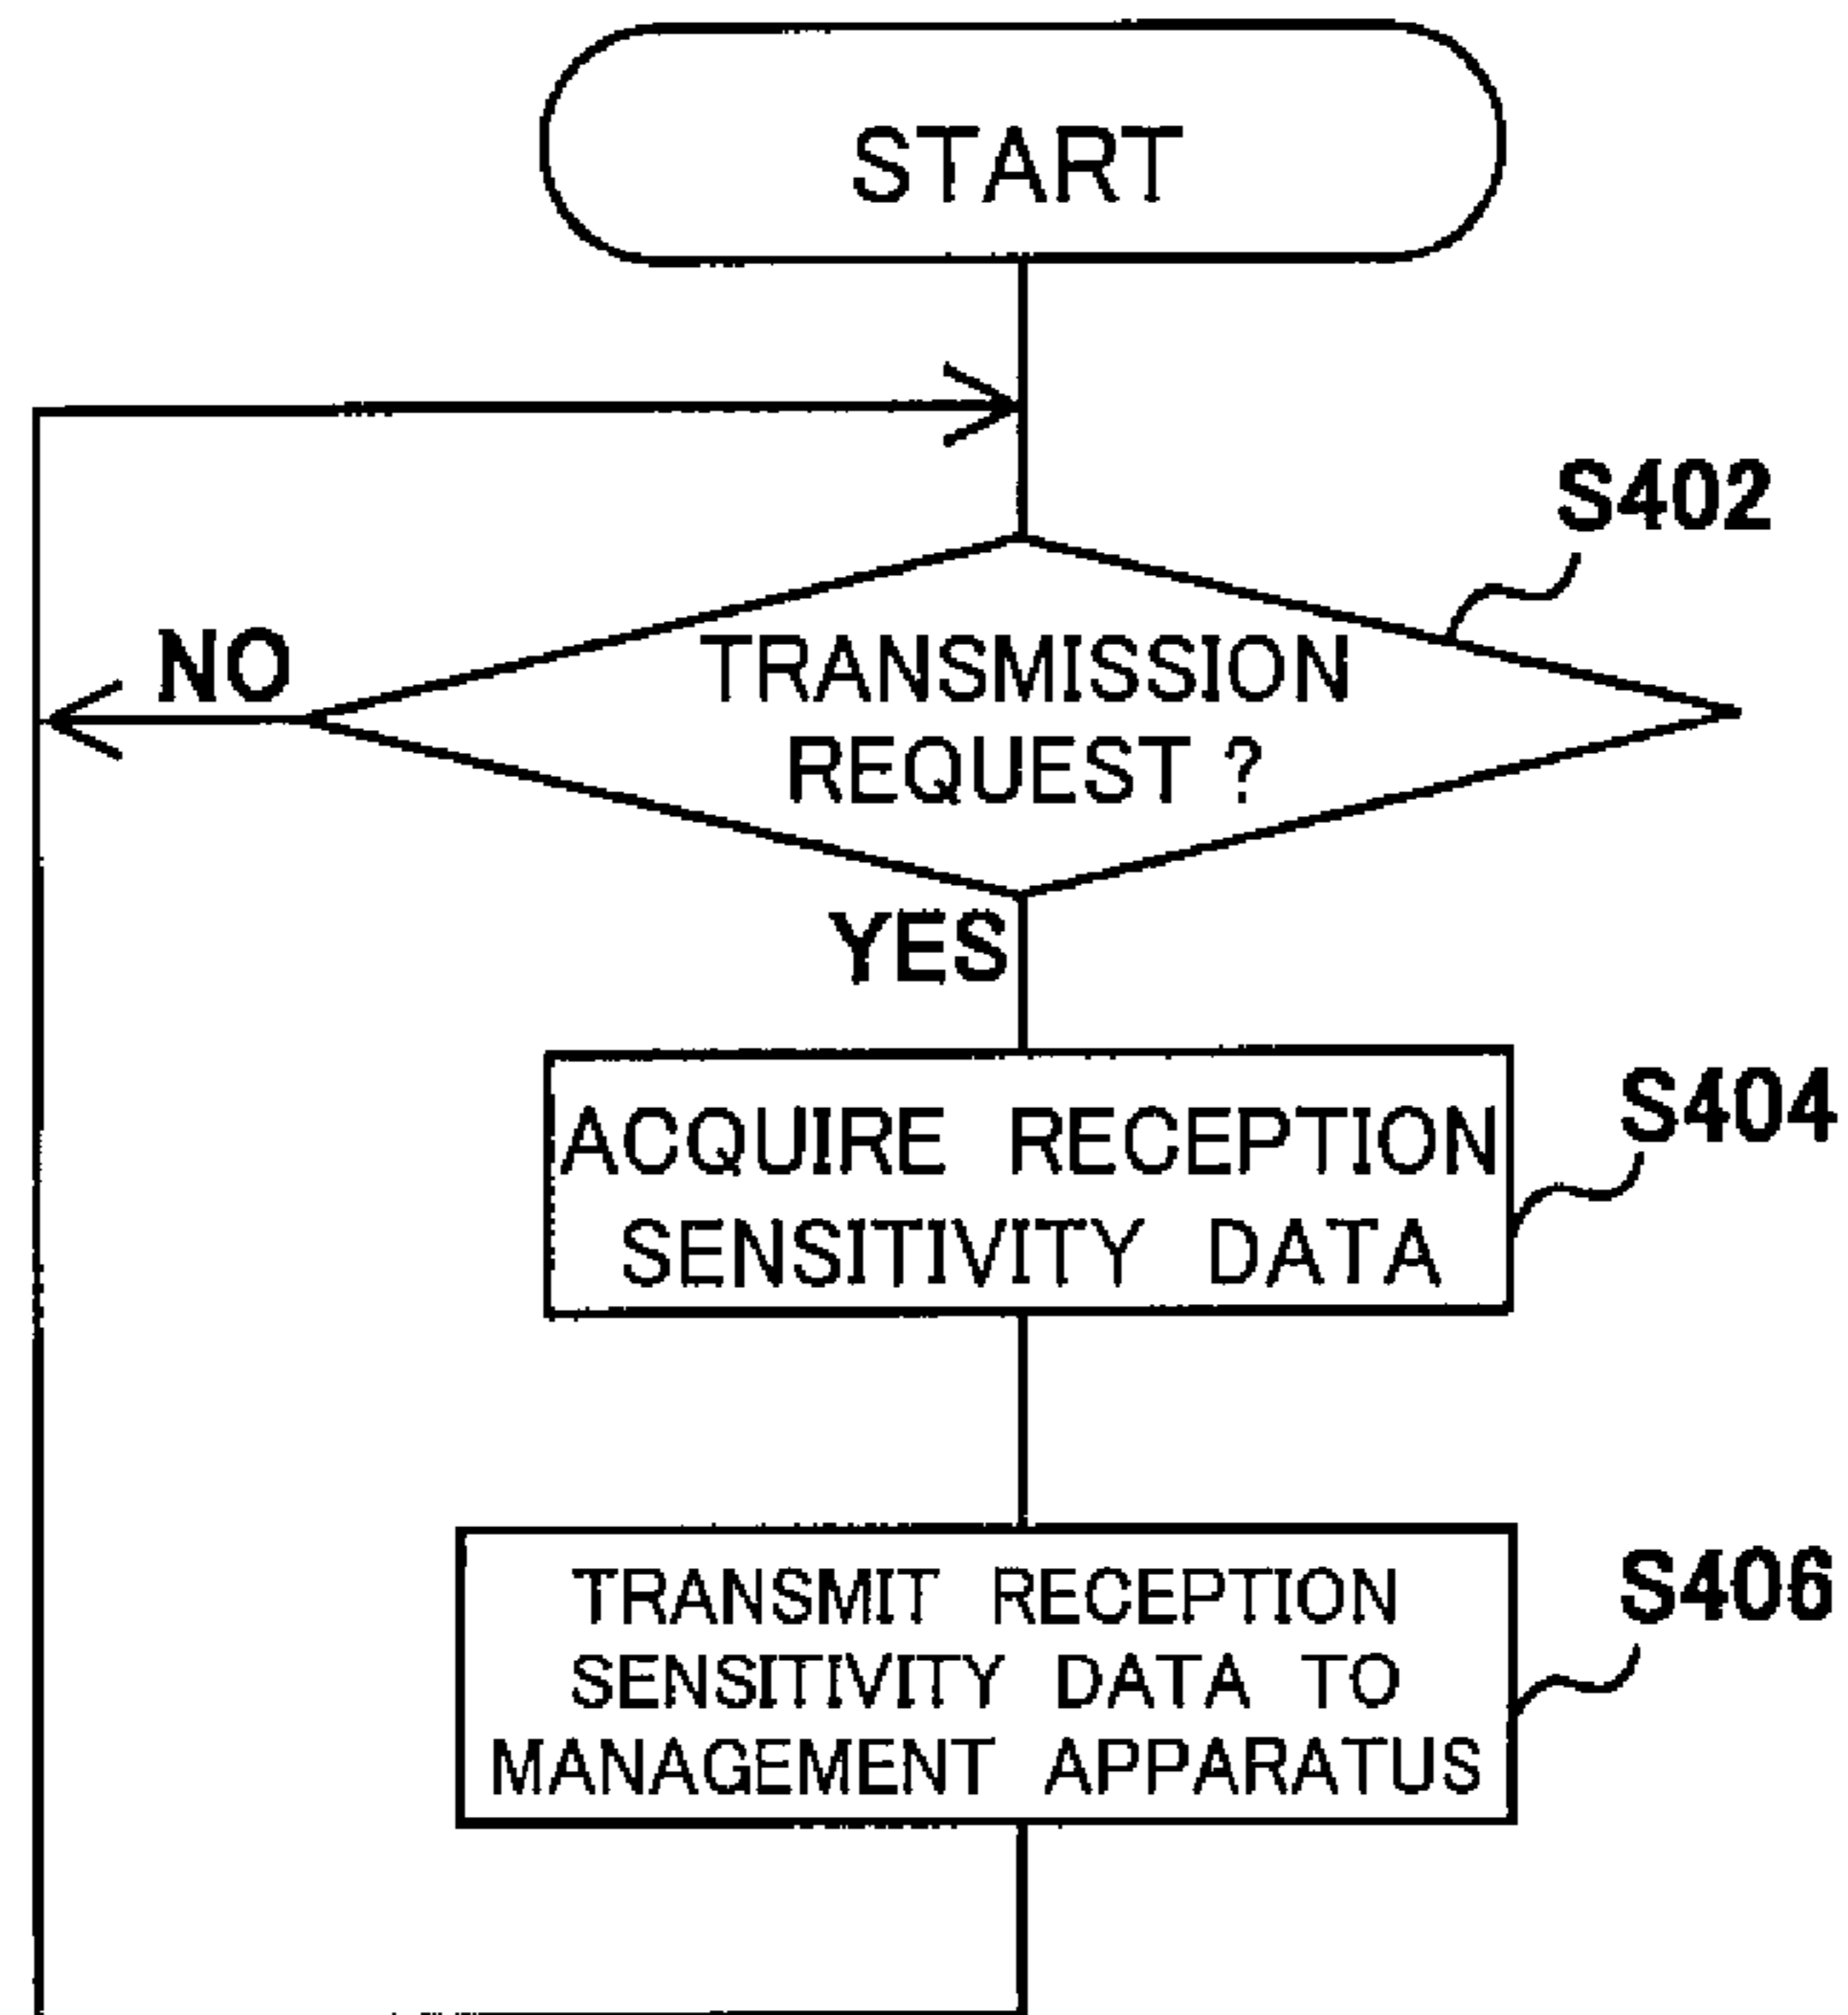 START
S402
NO
TRANSMISSION
REQUEST ?
YES
ACQUIRE RECEPTION
SENSITIVITY DATA
S404
TRANSMIT RECEPTION
SENSITIVITY DATA TO
MANAGEMENT APPARATUS
S406